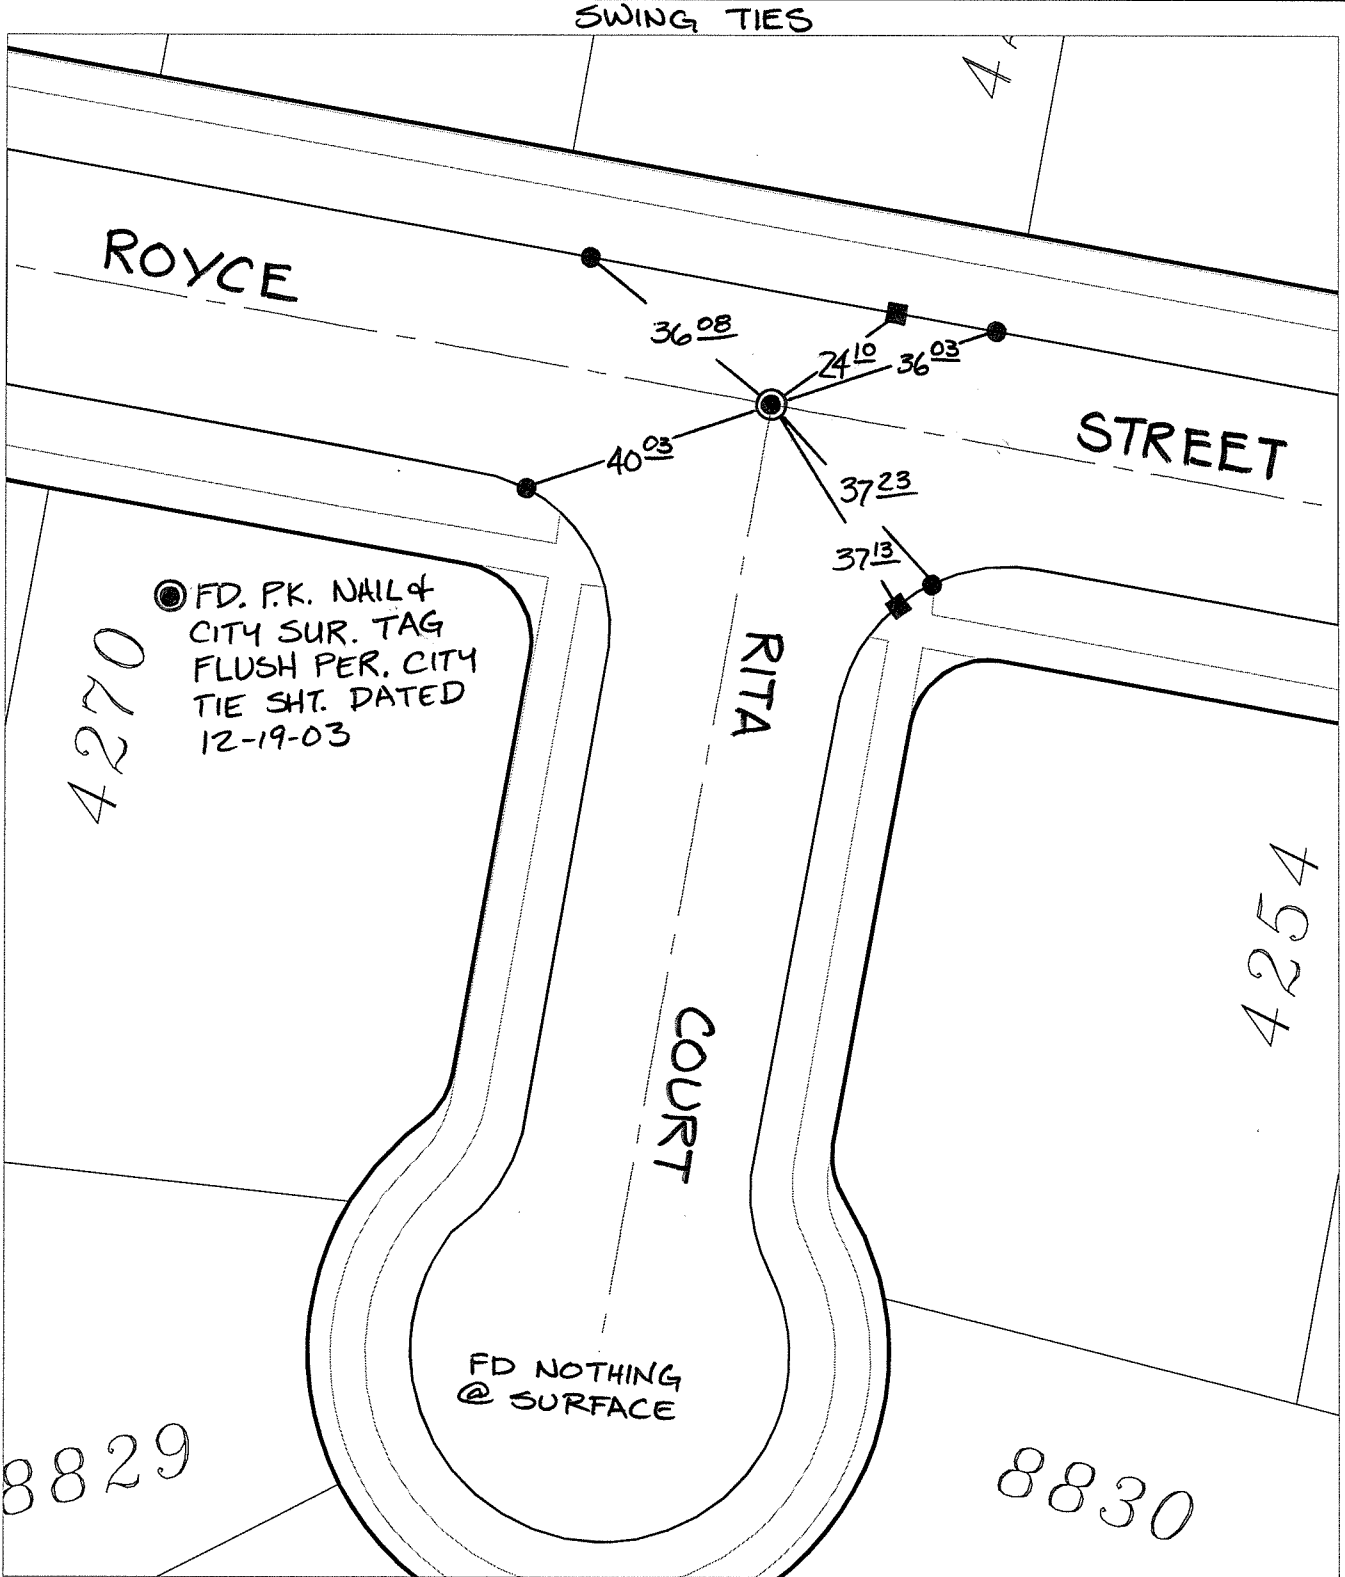 SWING TIES
ROYCE
STREET
36 08
24 10
36 03
40 03
37 23
37 13
FD. P.K. NAIL &
CITY SUR. TAG
FLUSH PER. CITY
TIE SHT. DATED
12-19-03
4270
RITA
COURT
4254
FD NOTHING
@ SURFACE
8829
8830